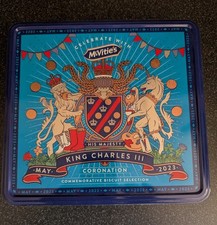 CELEBRATE WITH
McVitie's
HIS MAJESTY
KING CHARLES III
MAY
CORONATION
2023
COMMEMORATIVE BISCUIT SELECTION